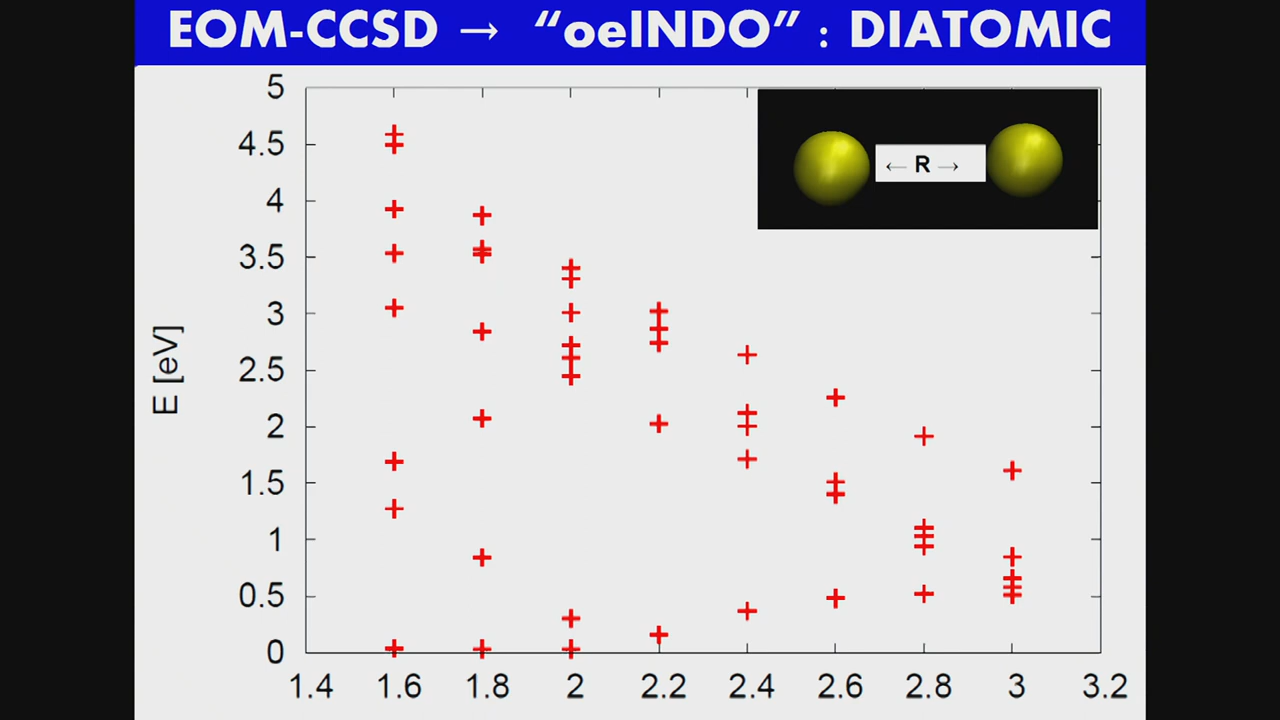 EOM-CCSD → “oeINDO” : DIATOMIC
5
4.5
4
3.5
3
2.5
2
1.5
1
0.5
0
E [eV]
← R →
1.4 1.6 1.8 2 2.2 2.4 2.6 2.8 3 3.2